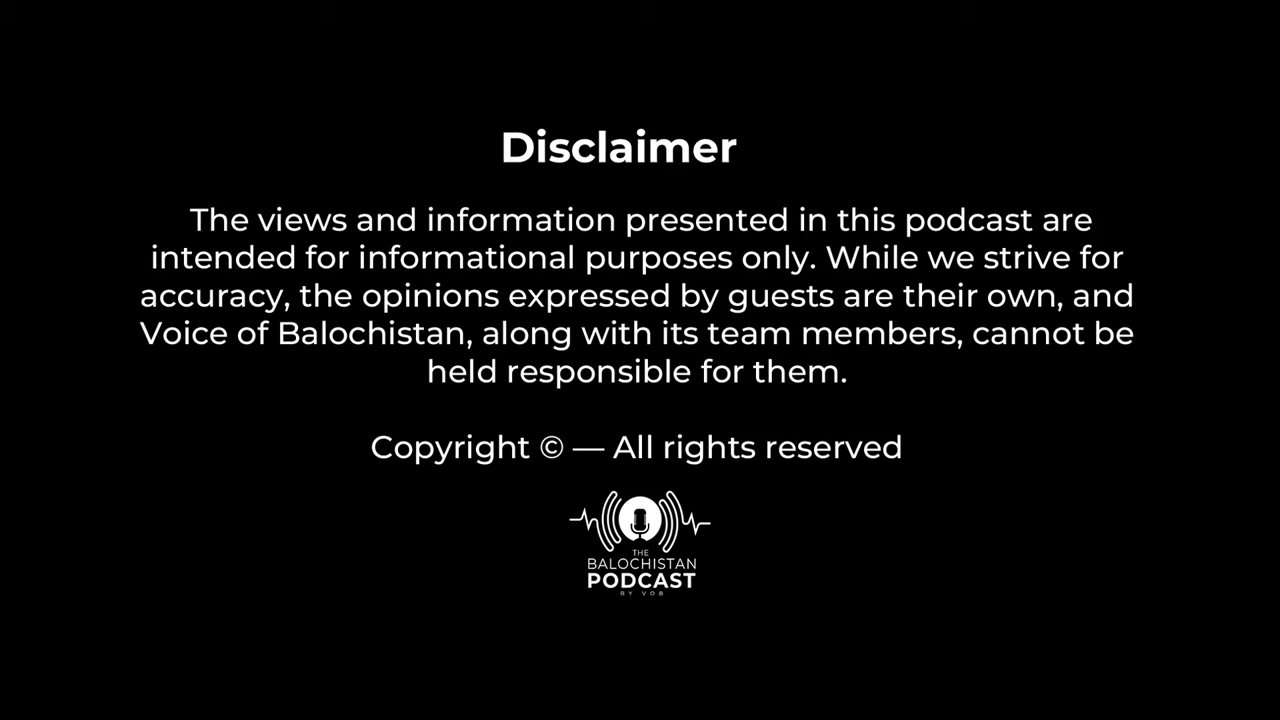 Disclaimer
The views and information presented in this podcast are
intended for informational purposes only. While we strive for
accuracy, the opinions expressed by guests are their own, and
Voice of Balochistan, along with its team members, cannot be
held responsible for them.
Copyright © — All rights reserved
THE
BALOCHISTAN
PODCAST
BY VOB